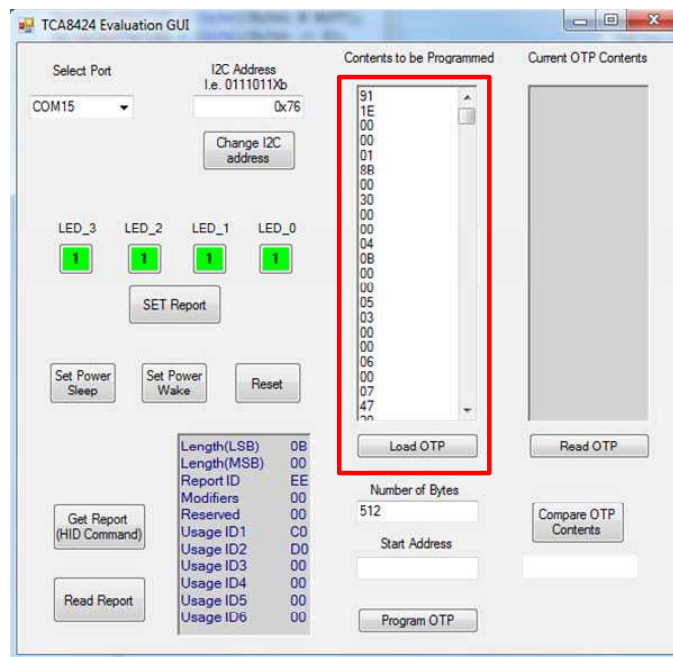 TCA8424 Evaluation GUI
Select Port
COM15
I2C Address
I.e. 0111011Xb
0x76
Change I2C
address
LED_3 LED_2 LED_1 LED_0
1 1 1 1
SET Report
Set Power
Sleep
Set Power
Wake
Reset
Get Report
(HID Command)
Read Report
Length(LSB) 0B
Length(MSB) 00
Report ID EE
Modifiers 00
Reserved 00
Usage ID1 C0
Usage ID2 D0
Usage ID3 00
Usage ID4 00
Usage ID5 00
Usage ID6 00
Contents to be Programmed
91
1E
00
00
01
8B
00
30
00
00
04
0B
00
00
05
03
00
00
06
00
07
47
Load OTP
Number of Bytes
512
Start Address
Program OTP
Current OTP Contents
Read OTP
Compare OTP
Contents